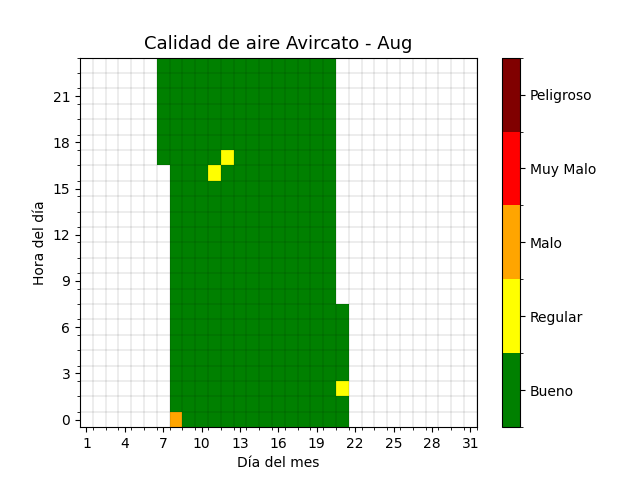 Calidad de aire Avircato - Aug
Hora del día
21
18
15
12
9
6
3
0
1 4 7 10 13 16 19 22 25 28 31
Día del mes
Peligroso
Muy Malo
Malo
Regular
Bueno